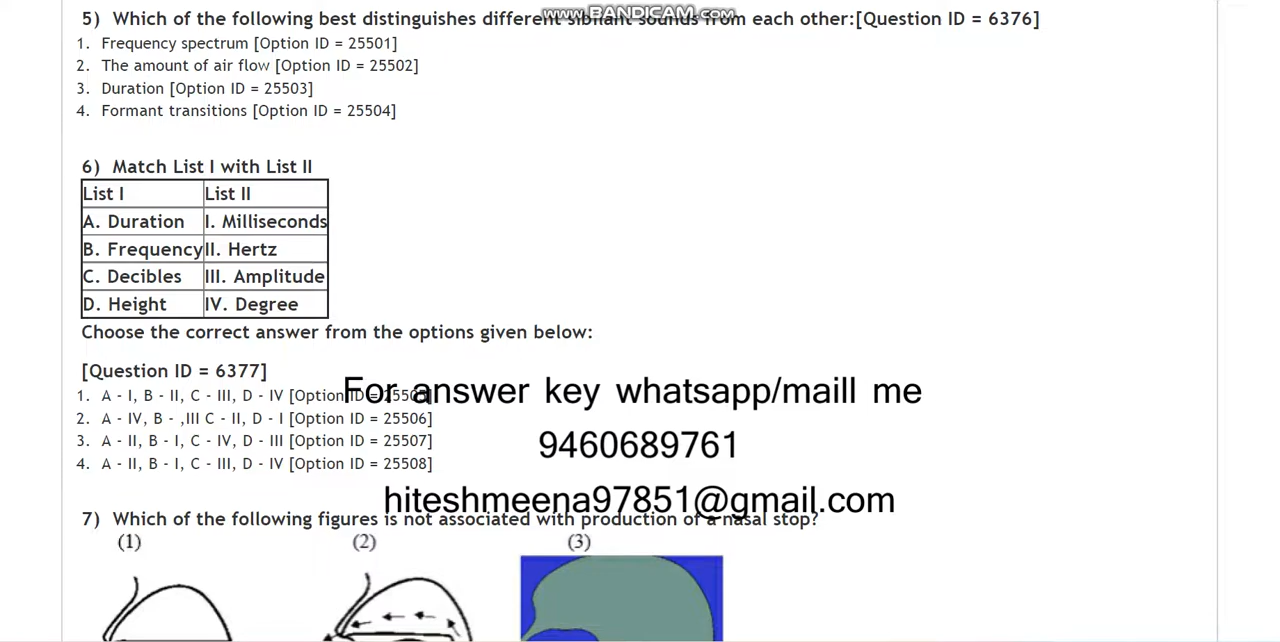 www.BANDICAM.com
5) Which of the following best distinguishes different sibilant sounds from each other:[Question ID = 6376]
1. Frequency spectrum [Option ID = 25501]
2. The amount of air flow [Option ID = 25502]
3. Duration [Option ID = 25503]
4. Formant transitions [Option ID = 25504]
6) Match List I with List II
List I List II
A. Duration I. Milliseconds
B. Frequency II. Hertz
C. Decibles III. Amplitude
D. Height IV. Degree
Choose the correct answer from the options given below:
[Question ID = 6377]
1. A - I, B - II, C - III, D - IV [Option ID = 25505]
For answer key whatsapp/maill me
2. A - IV, B - ,III C - II, D - I [Option ID = 25506]
3. A - II, B - I, C - IV, D - III [Option ID = 25507]
9460689761
4. A - II, B - I, C - III, D - IV [Option ID = 25508]
hiteshmeena97851@gmail.com
7) Which of the following figures is not associated with production of a nasal stop?
(1) (2) (3)